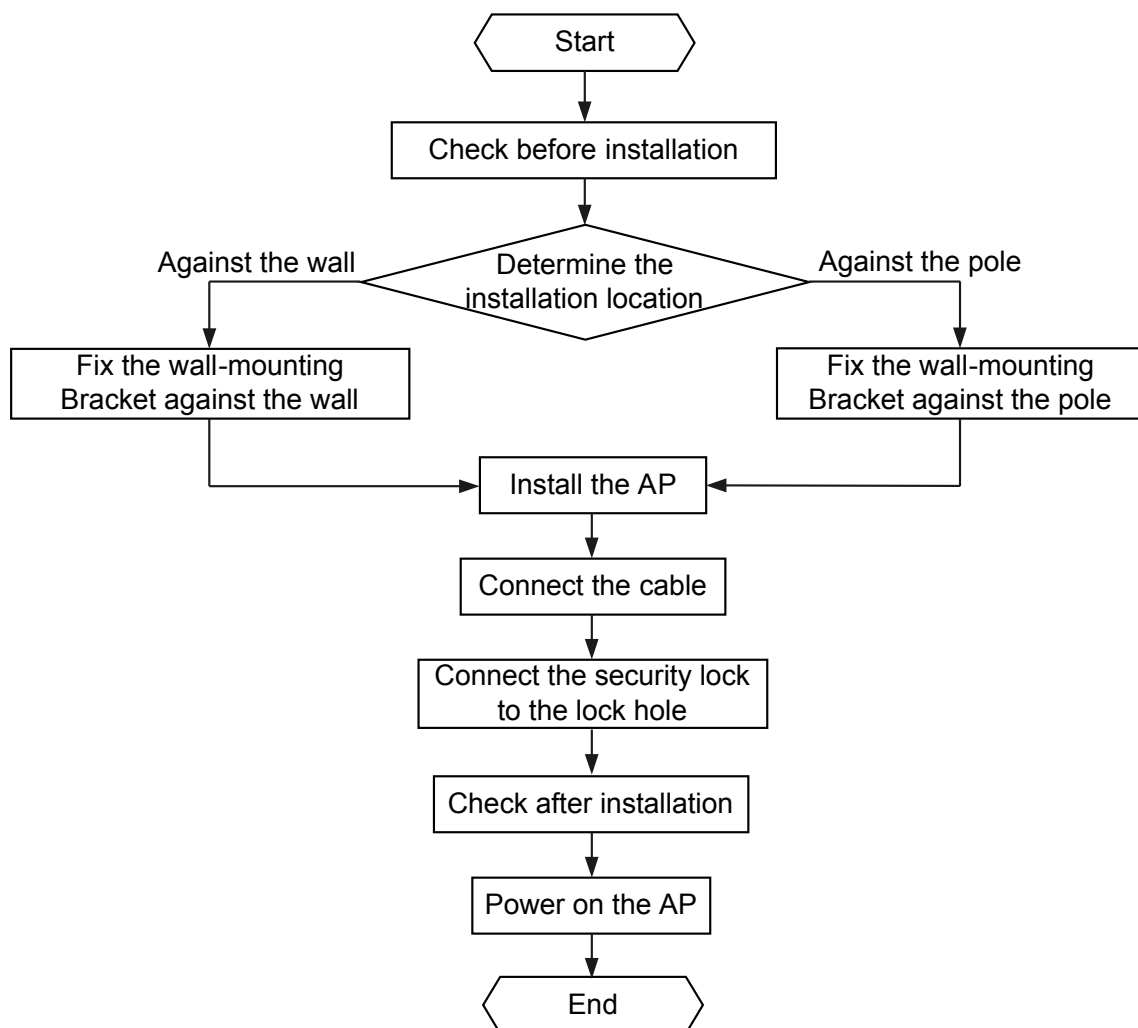 Start
Check before installation
Against the wall
Determine the
installation location
Against the pole
Fix the wall-mounting
Bracket against the wall
Fix the wall-mounting
Bracket against the pole
Install the AP
Connect the cable
Connect the security lock
to the lock hole
Check after installation
Power on the AP
End